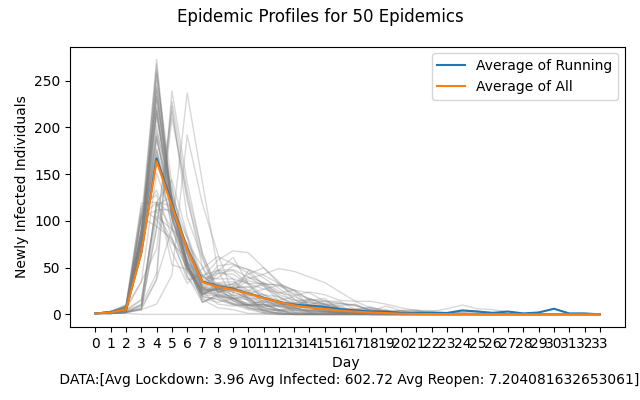 Epidemic Profiles for 50 Epidemics
Average of Running
Average of All
Newly Infected Individuals
250
200
150
100
50
0
0 1 2 3 4 5 6 7 8 9 10 11 12 13 14 15 16 17 18 19 20 21 22 23 24 25 26 27 28 29 30 31 32 33
Day
DATA:[Avg Lockdown: 3.96 Avg Infected: 602.72 Avg Reopen: 7.204081632653061]